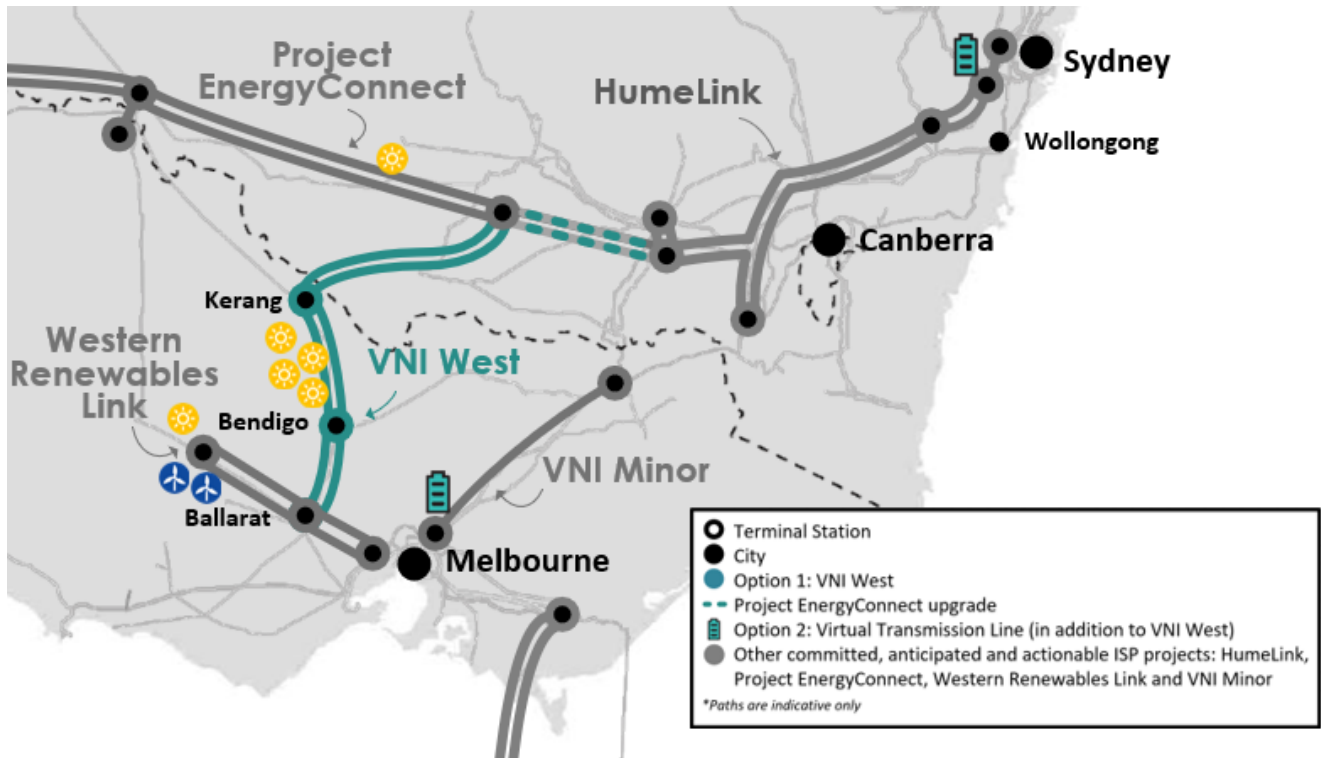 Project
EnergyConnect
HumeLink
Sydney
Wollongong
Canberra
Kerang
Western
Renewables
Link
VNI West
Bendigo
VNI Minor
Ballarat
Melbourne
Terminal Station
City
Option 1: VNI West
Project EnergyConnect upgrade
Option 2: Virtual Transmission Line (in addition to VNI West)
Other committed, anticipated and actionable ISP projects: HumeLink,
Project EnergyConnect, Western Renewables Link and VNI Minor
*Paths are indicative only